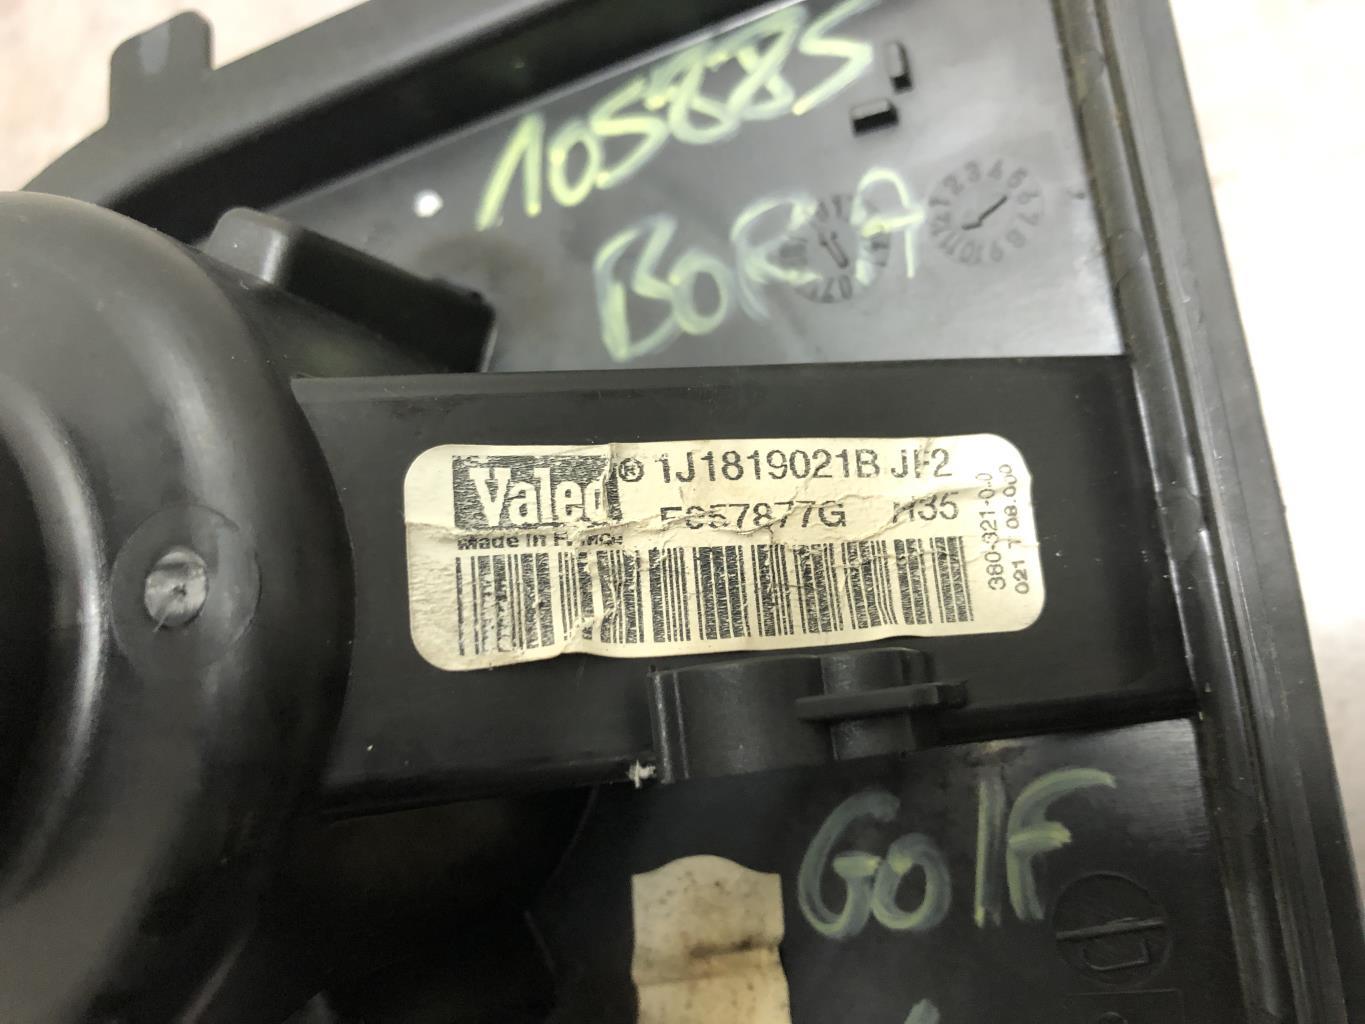 105885
BORA
Valeo® 1J1819021B JF2
F657877G H35
Made in France
380-321-0.0
021 7 08.000
GOlF